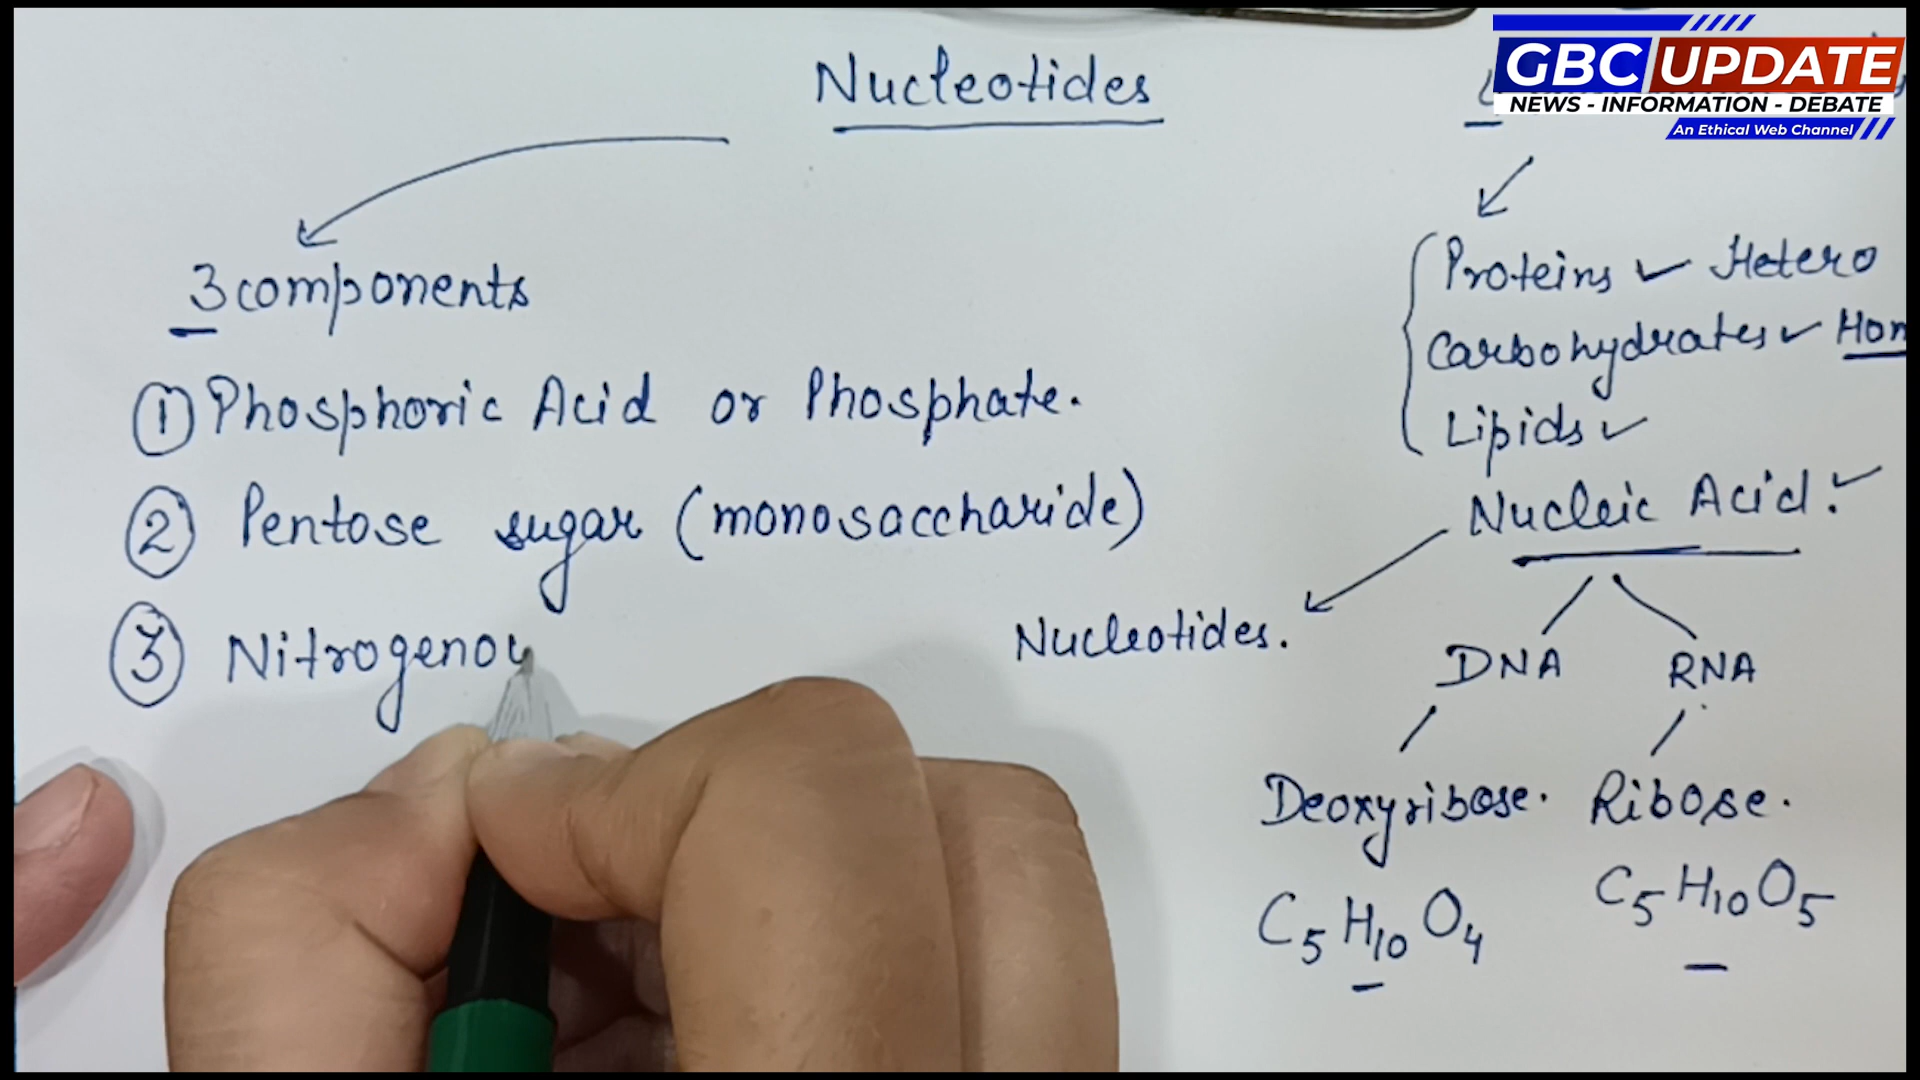 Nucleotides
3 components
① Phosphoric Acid or Phosphate.
② Pentose sugar (monosaccharide)
③ Nitrogenou
GBC UPDATE
NEWS - INFORMATION - DEBATE
An Ethical Web Channel
Proteins ✓ Hetero
Carbohydrates ✓ Hom
Lipids ✓
Nucleic Acid. ✓
Nucleotides.
DNA RNA
Deoxyribose. Ribose.
C5H10O4 C5H10O5